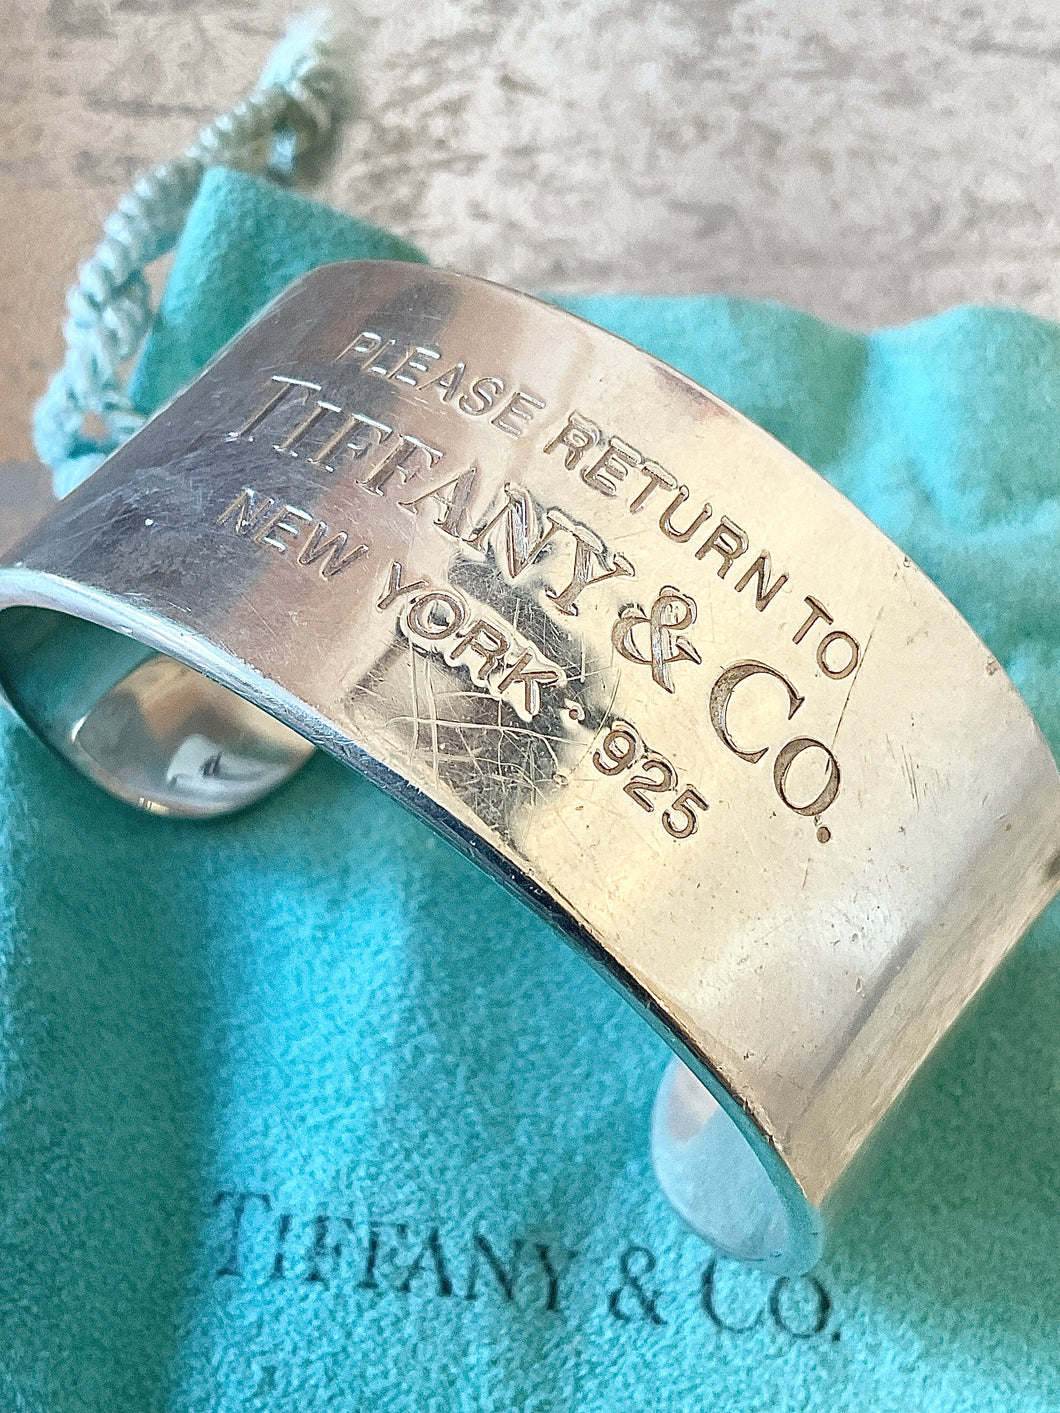 PLEASE RETURN TO
TIFFANY & CO.
NEW YORK . 925
TIFFANY & CO.